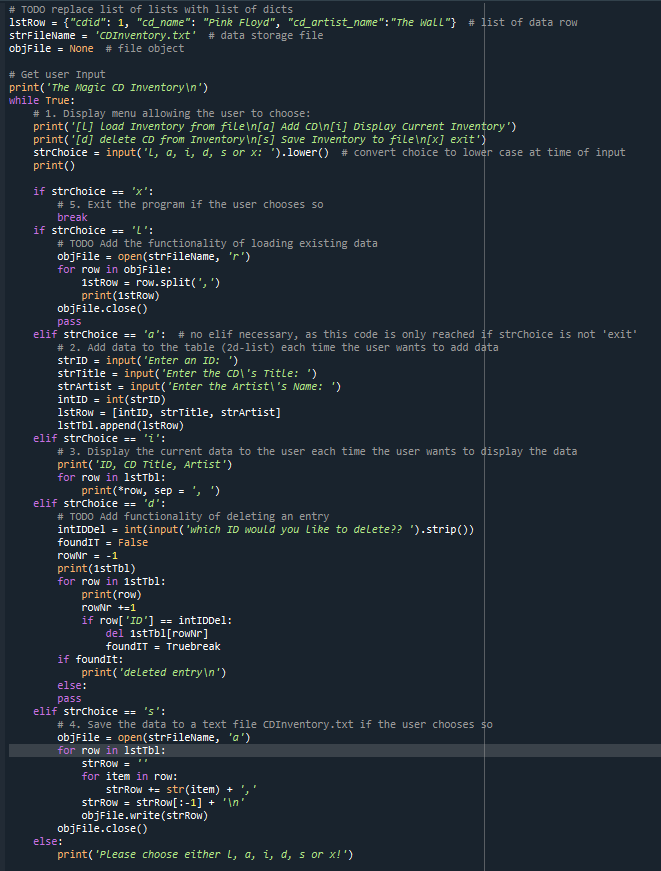 # TODO replace list of lists with list of dicts
lstRow = {"cdid": 1, "cd_name": "Pink Floyd", "cd_artist_name":"The Wall"}  # list of data row
strFileName = 'CDInventory.txt'  # data storage file
objFile = None  # file object

# Get user Input
print('The Magic CD Inventory\n')
while True:
    # 1. Display menu allowing the user to choose:
    print('[l] load Inventory from file\n[a] Add CD\n[i] Display Current Inventory')
    print('[d] delete CD from Inventory\n[s] Save Inventory to file\n[x] exit')
    strChoice = input('l, a, i, d, s or x: ').lower()  # convert choice to lower case at time of input
    print()

    if strChoice == 'x':
        # 5. Exit the program if the user chooses so
        break
    if strChoice == 'l':
        # TODO Add the functionality of loading existing data
        objFile = open(strFileName, 'r')
        for row in objFile:
            1stRow = row.split(',')
            print(1stRow)
        objFile.close()
        pass
    elif strChoice == 'a':  # no elif necessary, as this code is only reached if strChoice is not 'exit'
        # 2. Add data to the table (2d-list) each time the user wants to add data
        strID = input('Enter an ID: ')
        strTitle = input('Enter the CD\'s Title: ')
        strArtist = input('Enter the Artist\'s Name: ')
        intID = int(strID)
        lstRow = [intID, strTitle, strArtist]
        lstTbl.append(lstRow)
    elif strChoice == 'i':
        # 3. Display the current data to the user each time the user wants to display the data
        print('ID, CD Title, Artist')
        for row in lstTbl:
            print(*row, sep = ', ')
    elif strChoice == 'd':
        # TODO Add functionality of deleting an entry
        intIDDel = int(input('which ID would you like to delete?? ').strip())
        foundIT = False
        rowNr = -1
        print(1stTbl)
        for row in 1stTbl:
            print(row)
            rowNr +=1
            if row['ID'] == intIDDel:
                del 1stTbl[rowNr]
                foundIT = Truebreak
        if foundIt:
            print('deleted entry\n')
        else:
        pass
    elif strChoice == 's':
        # 4. Save the data to a text file CDInventory.txt if the user chooses so
        objFile = open(strFileName, 'a')
        for row in lstTbl:
            strRow = ''
            for item in row:
                strRow += str(item) + ','
            strRow = strRow[:-1] + '\n'
            objFile.write(strRow)
        objFile.close()
    else:
        print('Please choose either l, a, i, d, s or x!')